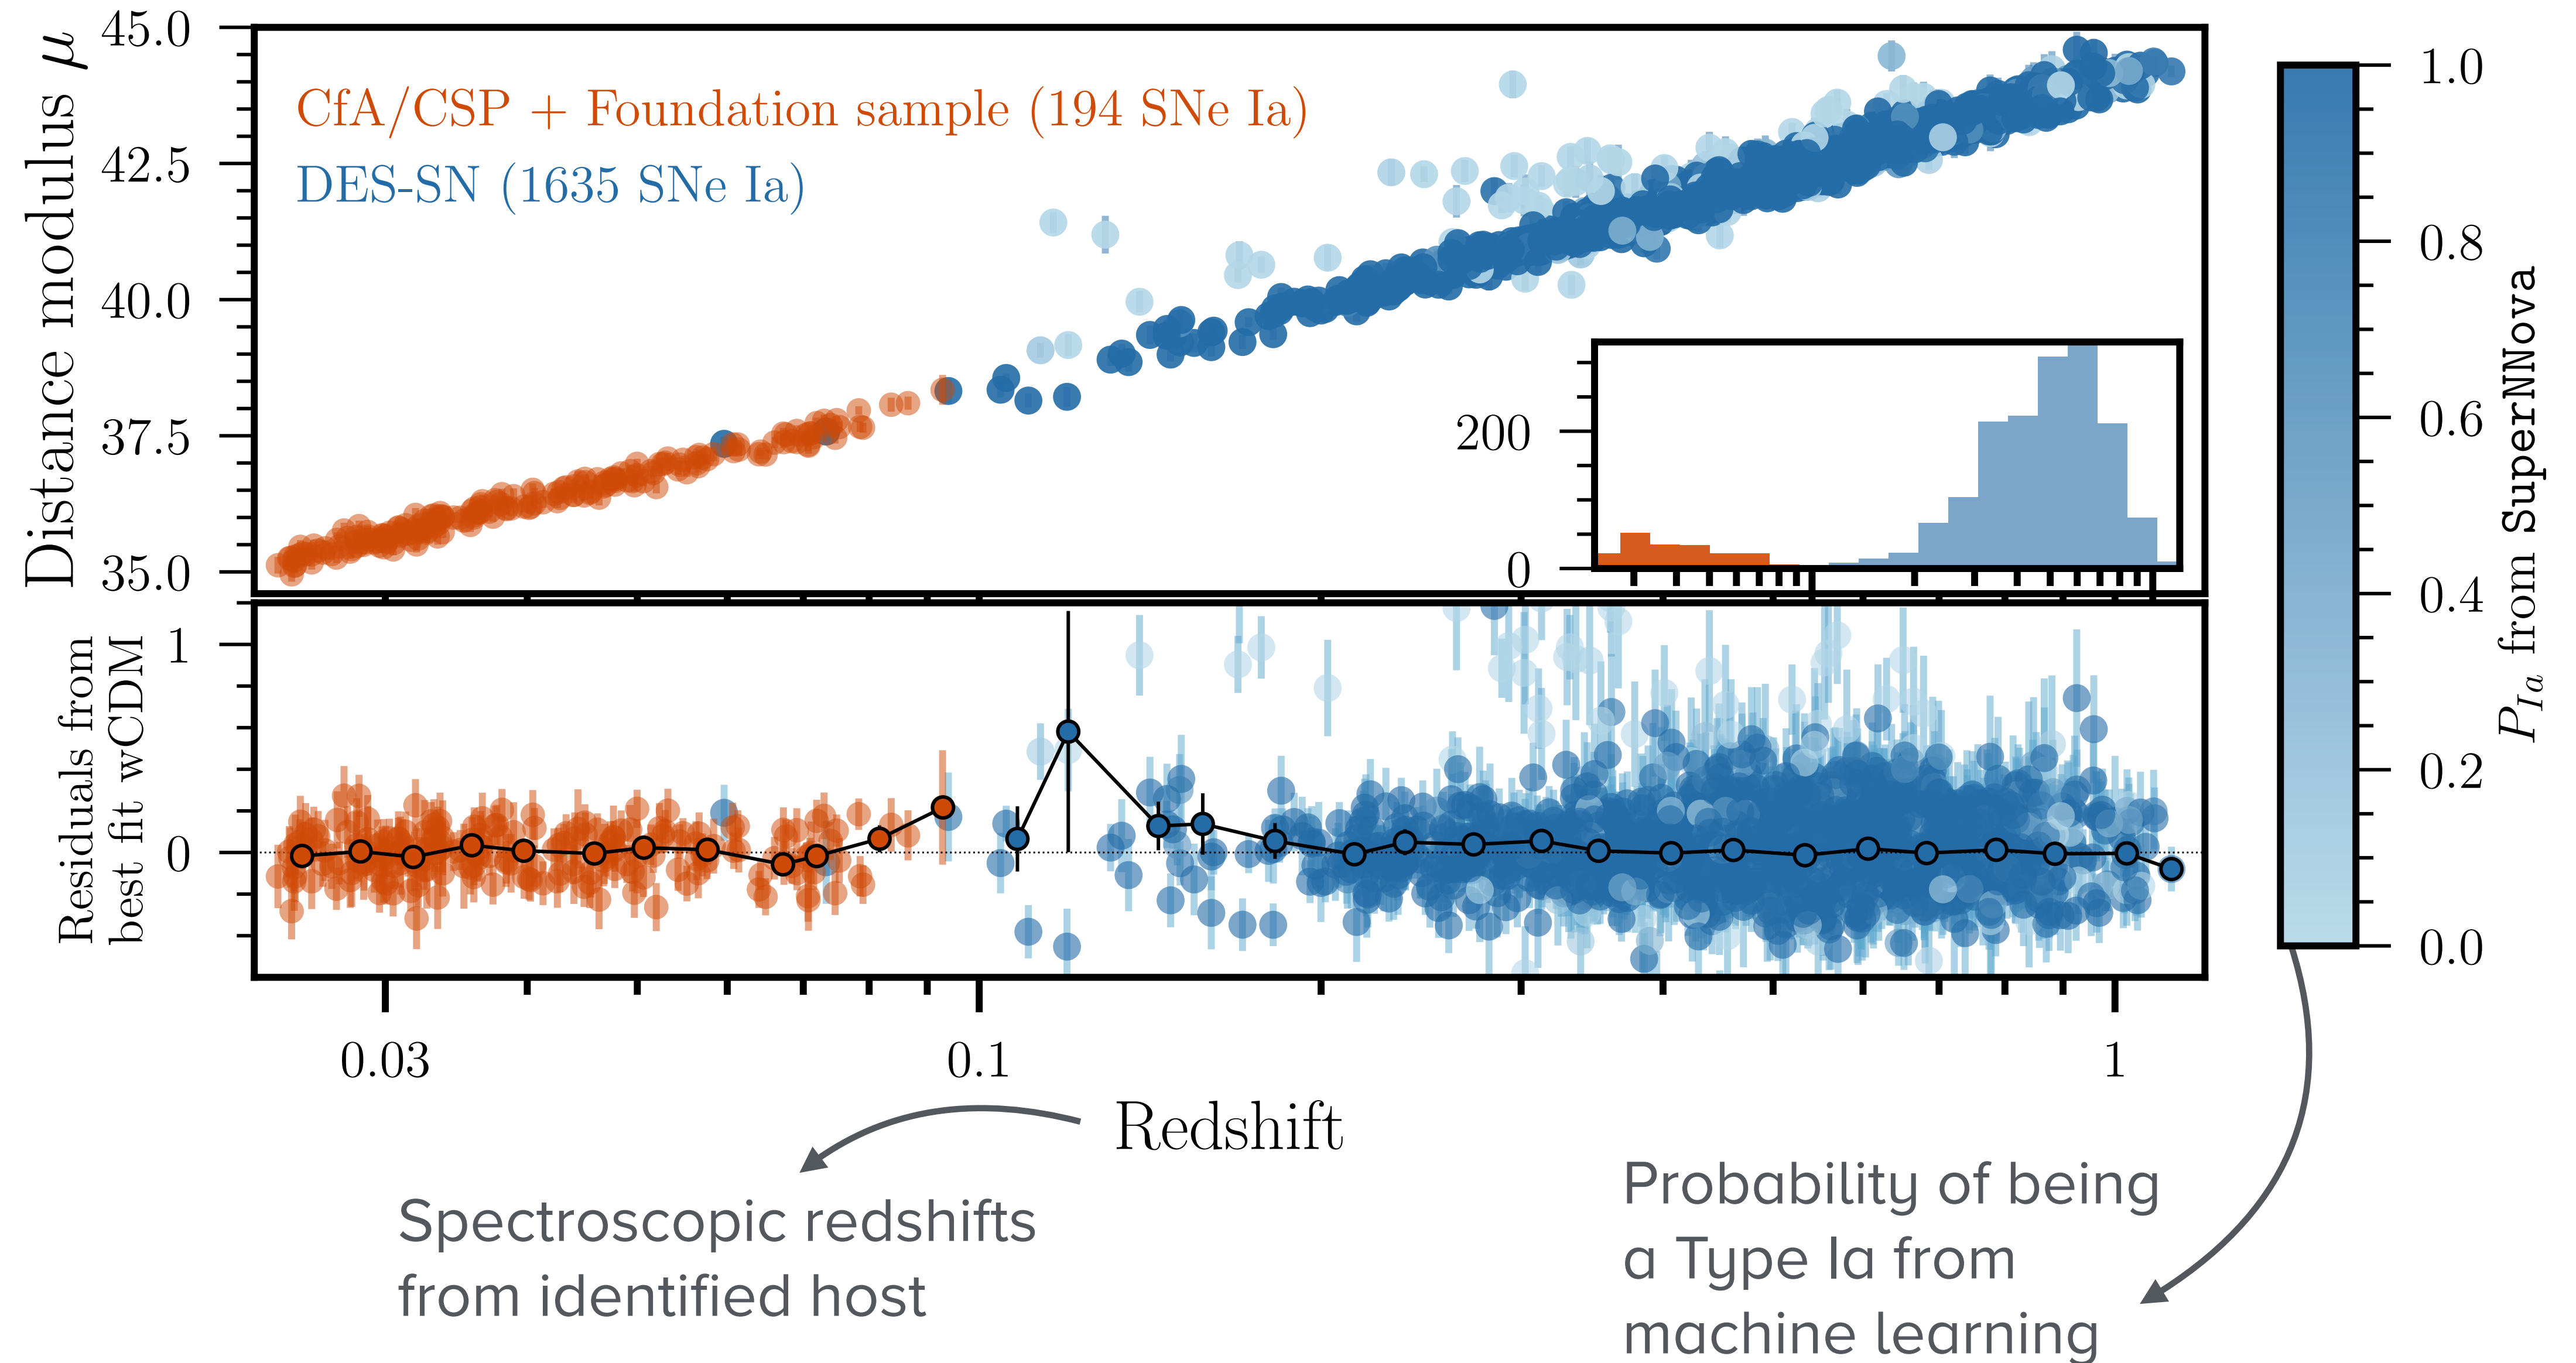 Distance modulus μ
45.0
42.5
40.0
37.5
35.0
CfA/CSP + Foundation sample (194 SNe Ia)
DES-SN (1635 SNe Ia)
200
0
Residuals from
best fit wCDM
1
0
0.03
0.1
1
Redshift
1.0
0.8
0.6
0.4
0.2
0.0
P_{Ia} from SuperNNova
Spectroscopic redshifts
from identified host
Probability of being
a Type Ia from
machine learning